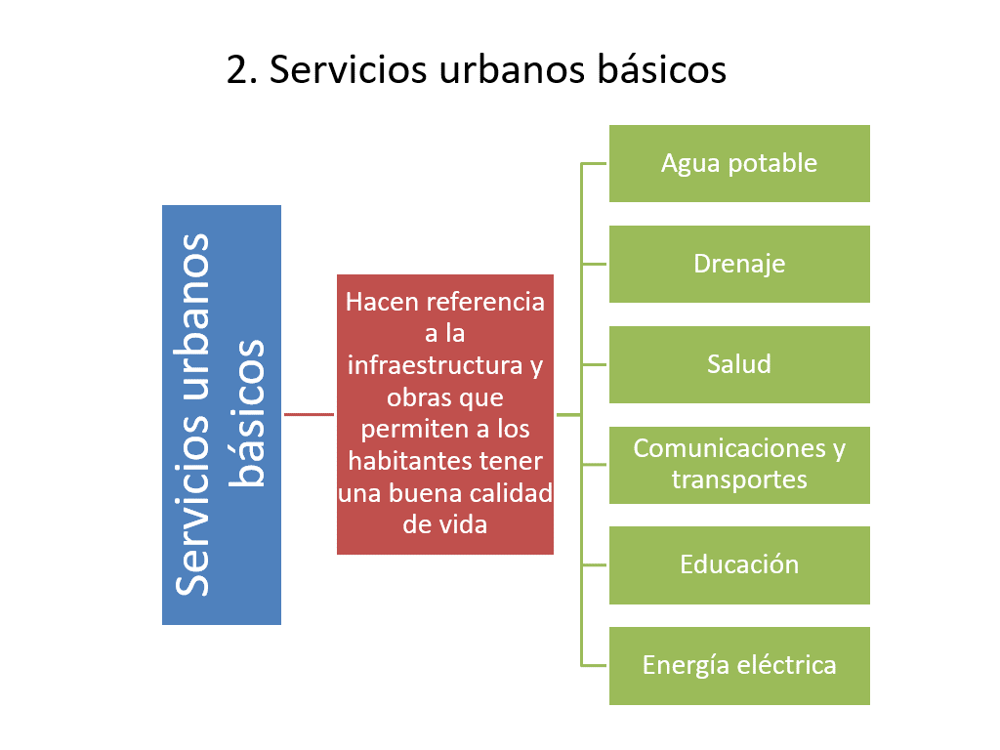 2. Servicios urbanos básicos
Servicios urbanos
básicos
Hacen referencia
a la
infraestructura y
obras que
permiten a los
habitantes tener
una buena calidad
de vida
Agua potable
Drenaje
Salud
Comunicaciones y
transportes
Educación
Energía eléctrica